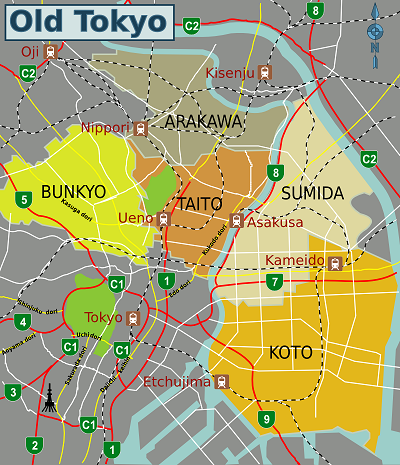 Old Tokyo
8
C2
Oji
C2
Kisenju
N
Nippori
ARAKAWA
C2
8
BUNKYO
SUMIDA
5
Kasuga dori
TAITO
Ueno
Asakusa
Kokusai dori
Kameido
C1
1
7
Edo dori
Shinjuku dori
Tokyo
4
Uchidori
Aoyama dori
C1
C1
KOTO
Sakurada dori
Daiichi Keihin
Etchujima
3
9
C1
2
1